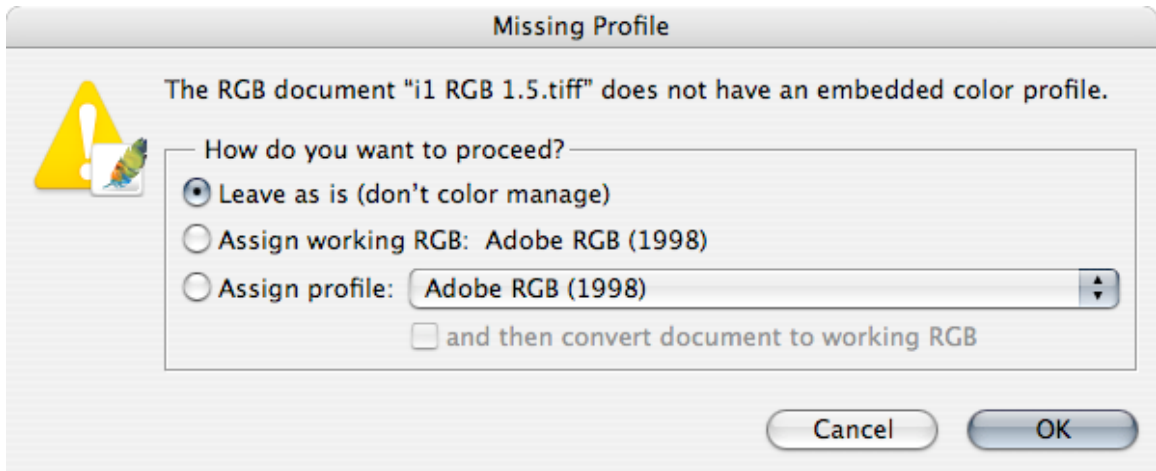 Missing Profile
The RGB document “i1 RGB 1.5.tiff” does not have an embedded color profile.
How do you want to proceed?
Leave as is (don’t color manage)
Assign working RGB: Adobe RGB (1998)
Assign profile: Adobe RGB (1998)
and then convert document to working RGB
Cancel OK